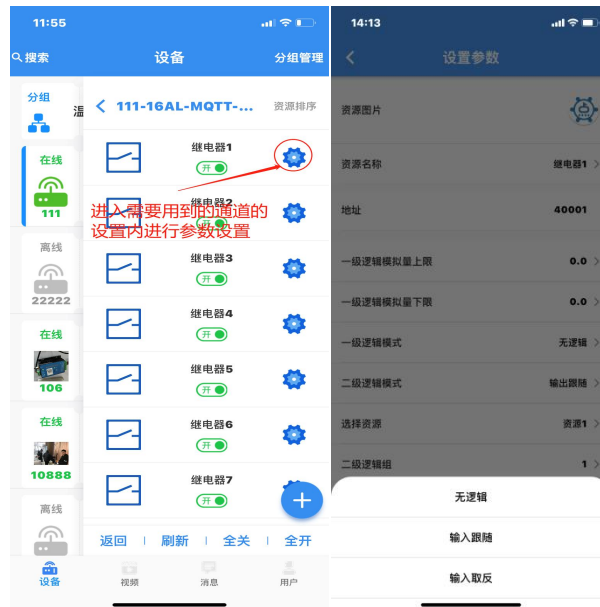 11:55
搜索
设备
分组管理
分组
温
111-16AL-MQTT-...
资源排序
在线
111
离线
22222
在线
106
在线
10888
离线
继电器1
开
继电器2
进入需要用到的通道的
设置内进行参数设置
继电器3
开
继电器4
开
继电器5
开
继电器6
开
继电器7
开
返回
刷新
全关
全开
设备
视频
消息
用户
14:13
设置参数
资源图片
资源名称 继电器1
地址 40001
一级逻辑模拟量上限 0.0
一级逻辑模拟量下限 0.0
一级逻辑模式 无逻辑
二级逻辑模式 输出跟随
选择资源 资源1
二级逻辑组 1
无逻辑
输入跟随
输入取反